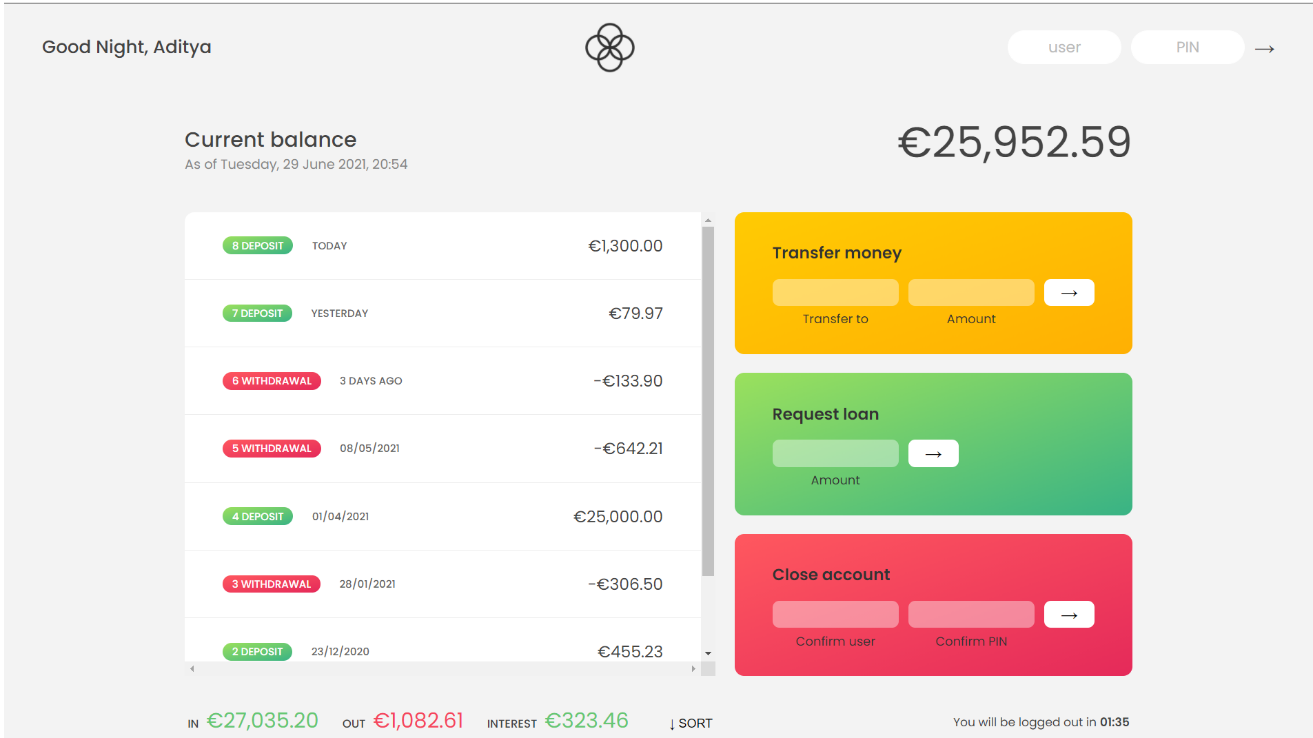 Good Night, Aditya
user PIN →
Current balance
As of Tuesday, 29 June 2021, 20:54
€25,952.59
8 DEPOSIT TODAY €1,300.00
7 DEPOSIT YESTERDAY €79.97
6 WITHDRAWAL 3 DAYS AGO -€133.90
5 WITHDRAWAL 08/05/2021 -€642.21
4 DEPOSIT 01/04/2021 €25,000.00
3 WITHDRAWAL 28/01/2021 -€306.50
2 DEPOSIT 23/12/2020 €455.23
Transfer money
→
Transfer to Amount
Request loan
→
Amount
Close account
→
Confirm user Confirm PIN
IN €27,035.20 OUT €1,082.61 INTEREST €323.46 ↓ SORT
You will be logged out in 01:35